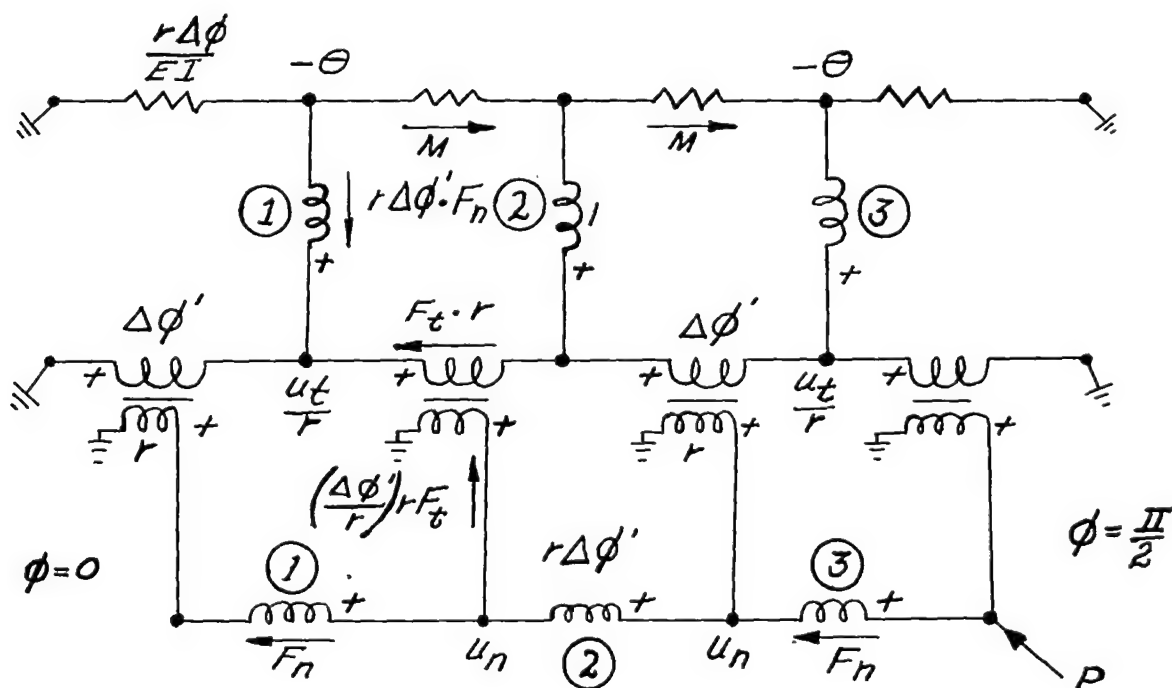 rΔϕ
EI
-Θ
-Θ
M
M
1
rΔϕ'·Fn
2
1
3
+
+
+
Δϕ'
Ft·r
Δϕ'
+
+
+
+
ut
r
ut
r
r
+
+
r
+
+
(Δϕ'
r)rFt
ϕ=0
ϕ=π
2
1
rΔϕ'
3
+
+
+
Fn
un
2
un
Fn
P